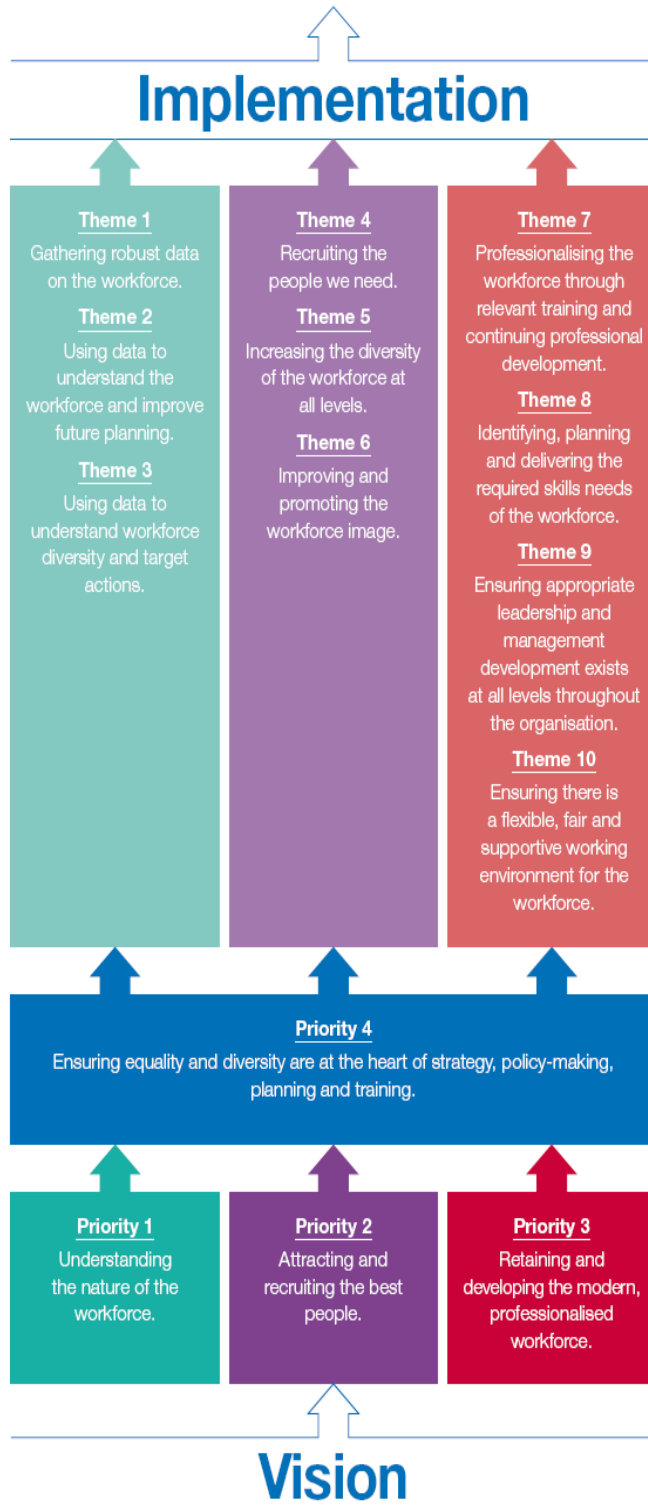 Implementation
Theme 1
Gathering robust data
on the workforce.
Theme 2
Using data to
understand the
workforce and improve
future planning.
Theme 3
Using data to
understand workforce
diversity and target
actions.
Theme 4
Recruiting the
people we need.
Theme 5
Increasing the diversity
of the workforce at
all levels.
Theme 6
Improving and
promoting the
workforce image.
Theme 7
Professionalising the
workforce through
relevant training and
continuing professional
development.
Theme 8
Identifying, planning
and delivering the
required skills needs
of the workforce.
Theme 9
Ensuring appropriate
leadership and
management
development exists
at all levels throughout
the organisation.
Theme 10
Ensuring there is
a flexible, fair and
supportive working
environment for the
workforce.
Priority 4
Ensuring equality and diversity are at the heart of strategy, policy-making,
planning and training.
Priority 1
Understanding
the nature of the
workforce.
Priority 2
Attracting and
recruiting the best
people.
Priority 3
Retaining and
developing the modern,
professionalised
workforce.
Vision